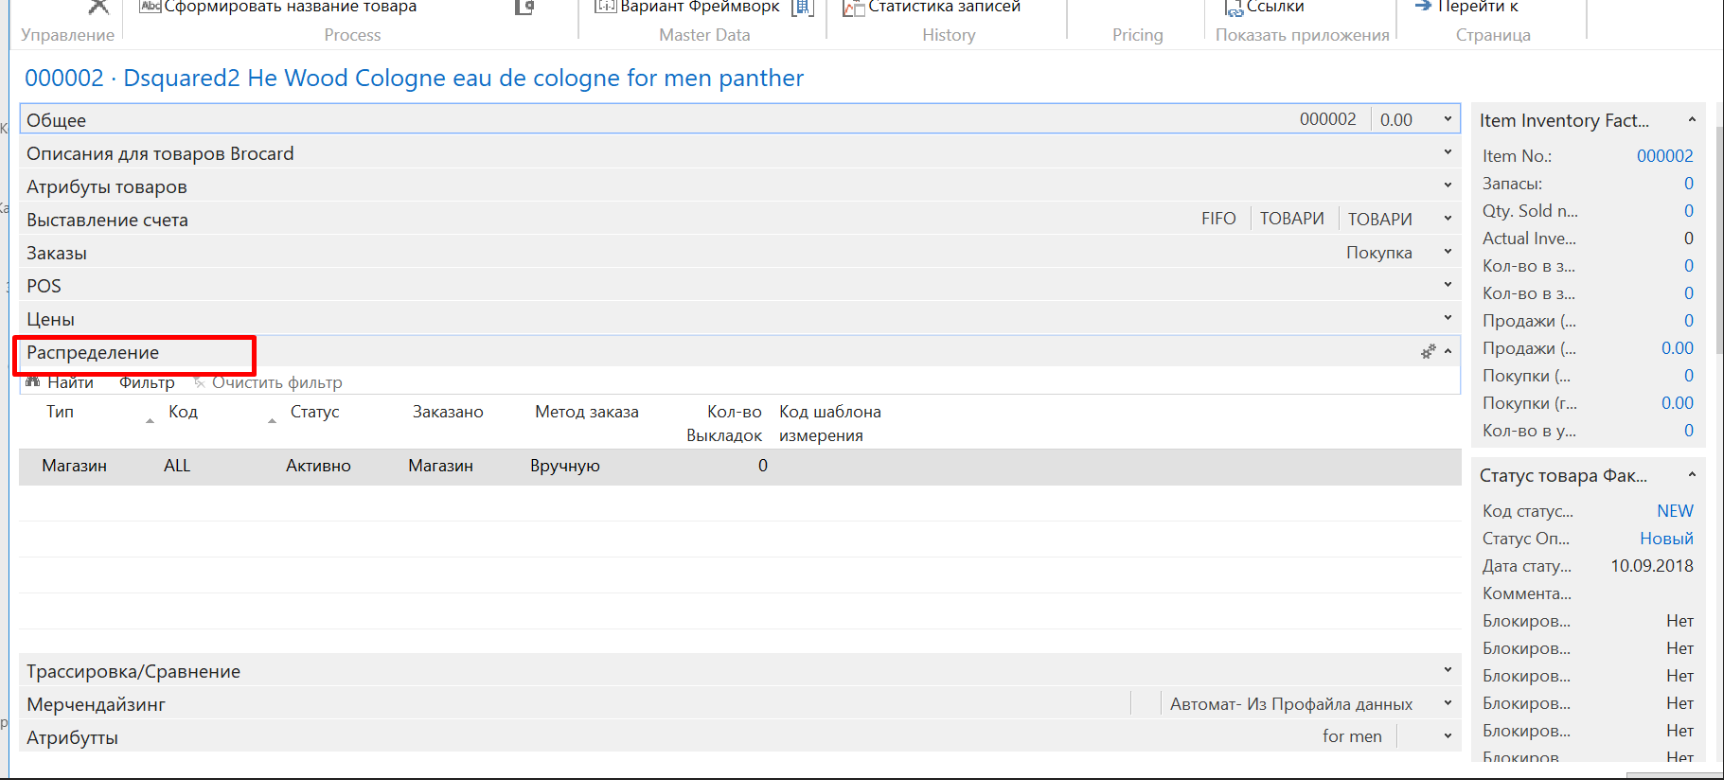 Сформировать название товара
Вариант Фреймворк
Статистика записей
Ссылки
Перейти к
Управление
Process
Master Data
History
Pricing
Показать приложения
Страница
000002 · Dsquared2 He Wood Cologne eau de cologne for men panther
Общее 000002 0.00
Описания для товаров Brocard
Атрибуты товаров
Выставление счета FIFO ТОВАРИ ТОВАРИ
Заказы Покупка
POS
Цены
Распределение
Найти Фильтр Очистить фильтр
Тип Код Статус Заказано Метод заказа Кол-во Выкладок Код шаблона измерения
Магазин ALL Активно Магазин Вручную 0
Трассировка/Сравнение
Мерчендайзинг Автомат- Из Профайла данных
Атрибутты for men
Item Inventory Fact...
Item No.: 000002
Запасы: 0
Qty. Sold n... 0
Actual Inve... 0
Кол-во в з... 0
Кол-во в з... 0
Продажи (... 0
Продажи (... 0.00
Покупки (... 0
Покупки (г... 0.00
Кол-во в у... 0
Статус товара Фак...
Код статус... NEW
Статус Оп... Новый
Дата стату... 10.09.2018
Коммента...
Блокиров... Нет
Блокиров... Нет
Блокиров... Нет
Блокиров... Нет
Блокиров... Нет
Блокиров... Нет